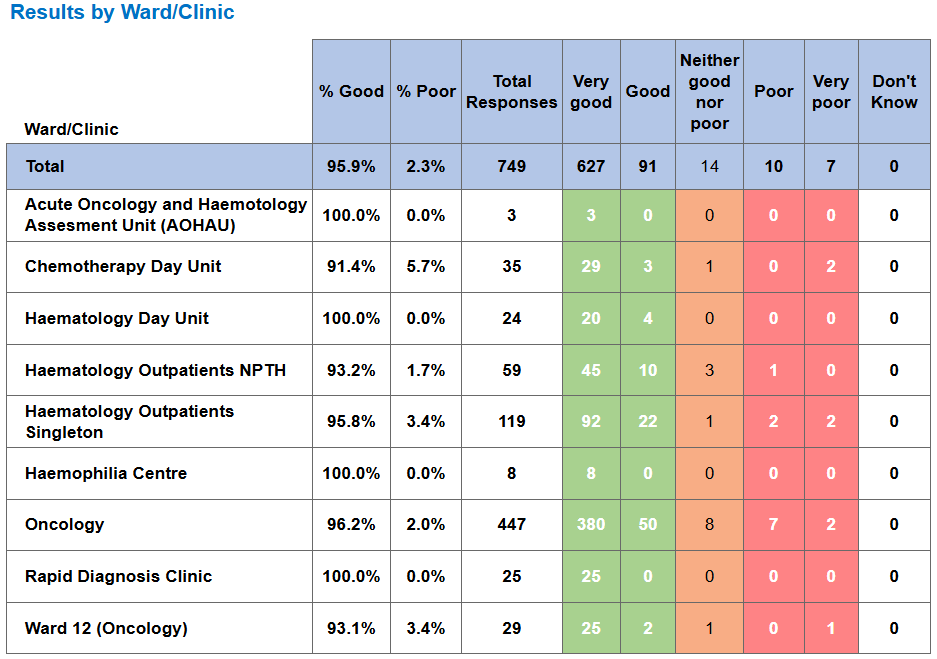 Results by Ward/Clinic
Ward/Clinic % Good % Poor Total Responses Very good Good Neither good nor poor Poor Very poor Don't Know
Total 95.9% 2.3% 749 627 91 14 10 7 0
Acute Oncology and Haemotology Assesment Unit (AOHAU) 100.0% 0.0% 3 3 0 0 0 0 0
Chemotherapy Day Unit 91.4% 5.7% 35 29 3 1 0 2 0
Haematology Day Unit 100.0% 0.0% 24 20 4 0 0 0 0
Haematology Outpatients NPTH 93.2% 1.7% 59 45 10 3 1 0 0
Haematology Outpatients Singleton 95.8% 3.4% 119 92 22 1 2 2 0
Haemophilia Centre 100.0% 0.0% 8 8 0 0 0 0 0
Oncology 96.2% 2.0% 447 380 50 8 7 2 0
Rapid Diagnosis Clinic 100.0% 0.0% 25 25 0 0 0 0 0
Ward 12 (Oncology) 93.1% 3.4% 29 25 2 1 0 1 0